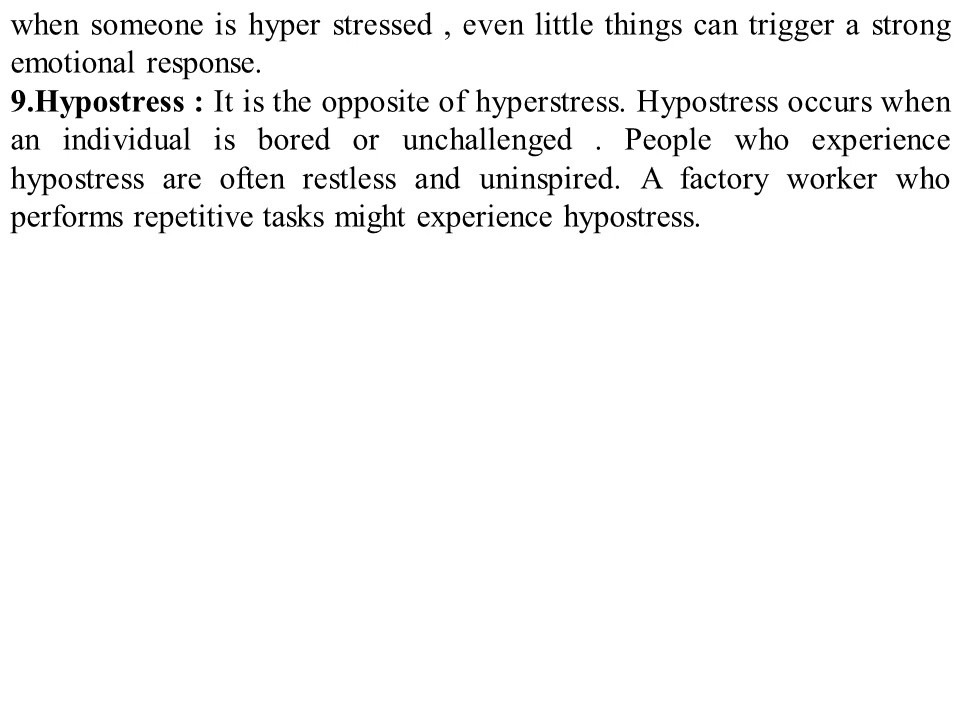 when someone is hyper stressed , even little things can trigger a strong
emotional response.
9.Hypostress : It is the opposite of hyperstress. Hypostress occurs when
an individual is bored or unchallenged . People who experience
hypostress are often restless and uninspired. A factory worker who
performs repetitive tasks might experience hypostress.